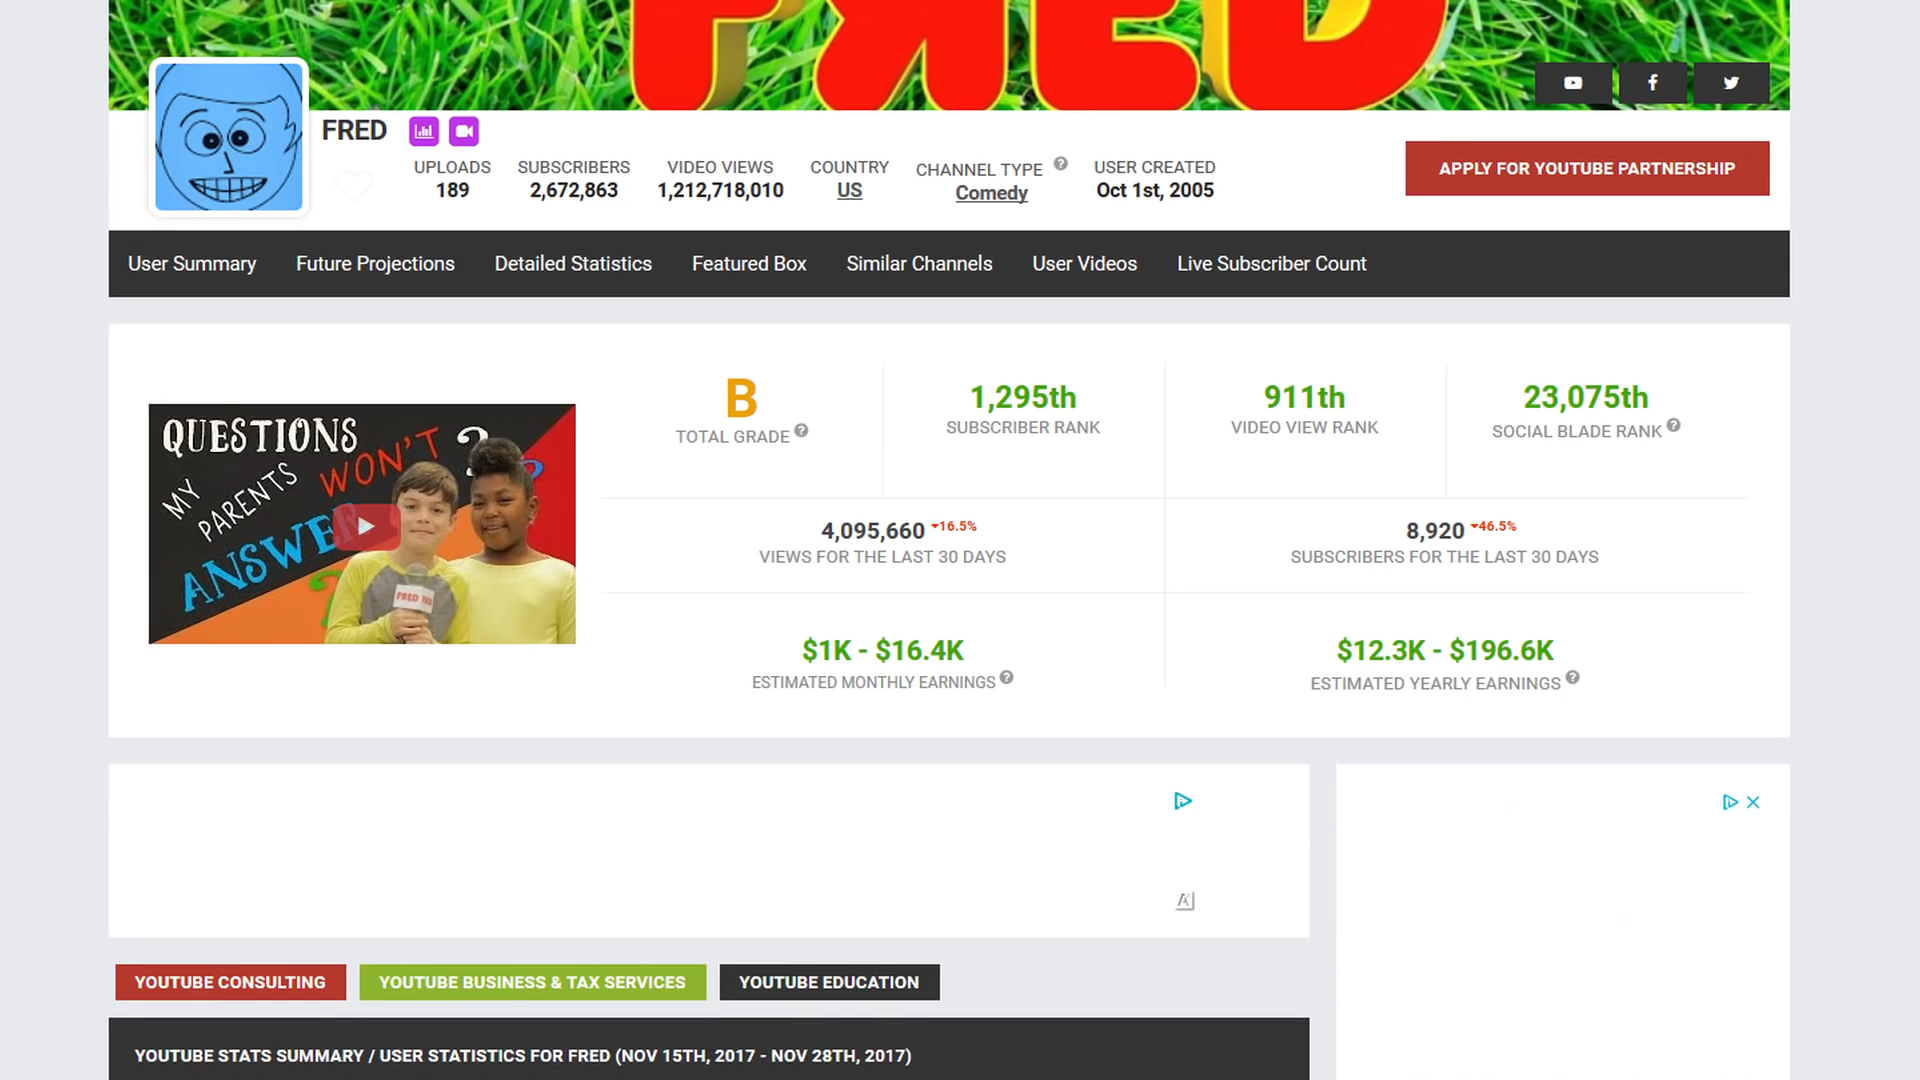 FRED
FRED
UPLOADS
189
SUBSCRIBERS
2,672,863
VIDEO VIEWS
1,212,718,010
COUNTRY
US
CHANNEL TYPE
Comedy
USER CREATED
Oct 1st, 2005
APPLY FOR YOUTUBE PARTNERSHIP
User Summary Future Projections Detailed Statistics Featured Box Similar Channels User Videos Live Subscriber Count
QUESTIONS
MY PARENTS WON'T
ANSWER
?
FRED
B
TOTAL GRADE
1,295th
SUBSCRIBER RANK
911th
VIDEO VIEW RANK
23,075th
SOCIAL BLADE RANK
4,095,660 16.5%
VIEWS FOR THE LAST 30 DAYS
8,920 46.5%
SUBSCRIBERS FOR THE LAST 30 DAYS
$1K - $16.4K
ESTIMATED MONTHLY EARNINGS
$12.3K - $196.6K
ESTIMATED YEARLY EARNINGS
YOUTUBE CONSULTING
YOUTUBE BUSINESS & TAX SERVICES
YOUTUBE EDUCATION
YOUTUBE STATS SUMMARY / USER STATISTICS FOR FRED (NOV 15TH, 2017 - NOV 28TH, 2017)